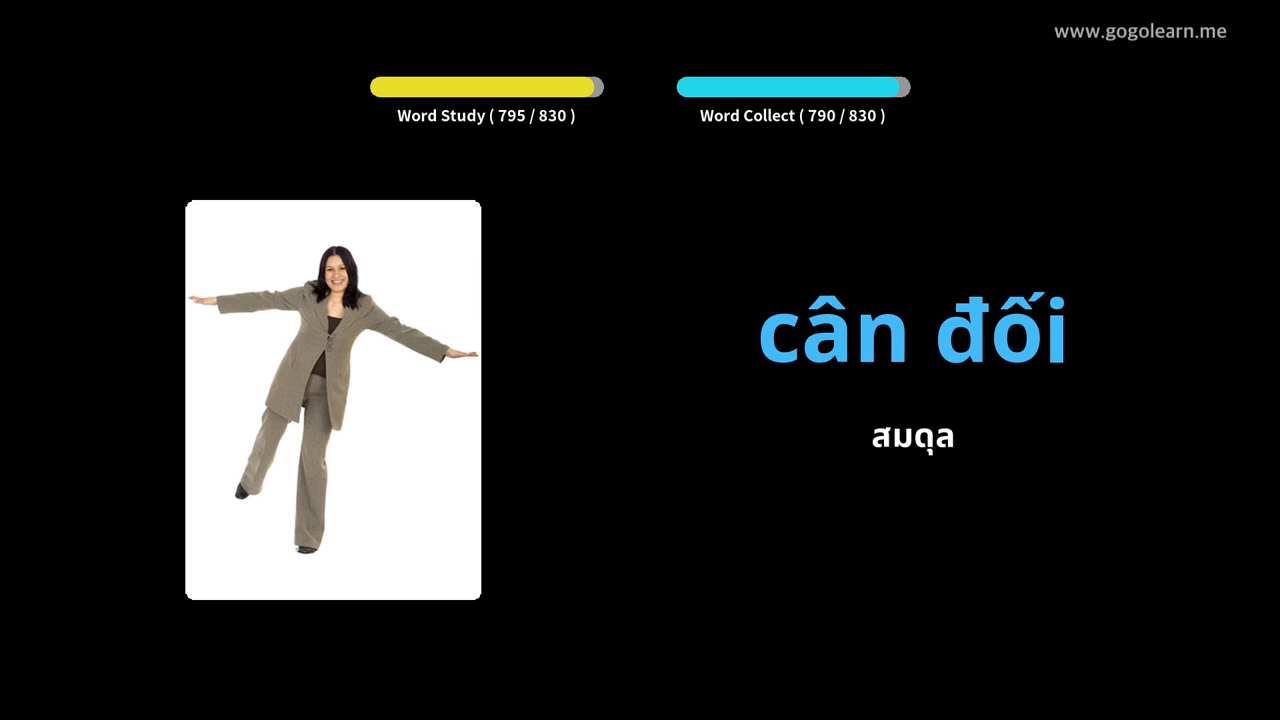 www.gogolearn.me
Word Study ( 795 / 830 )
Word Collect ( 790 / 830 )
cân đối
สมดุล